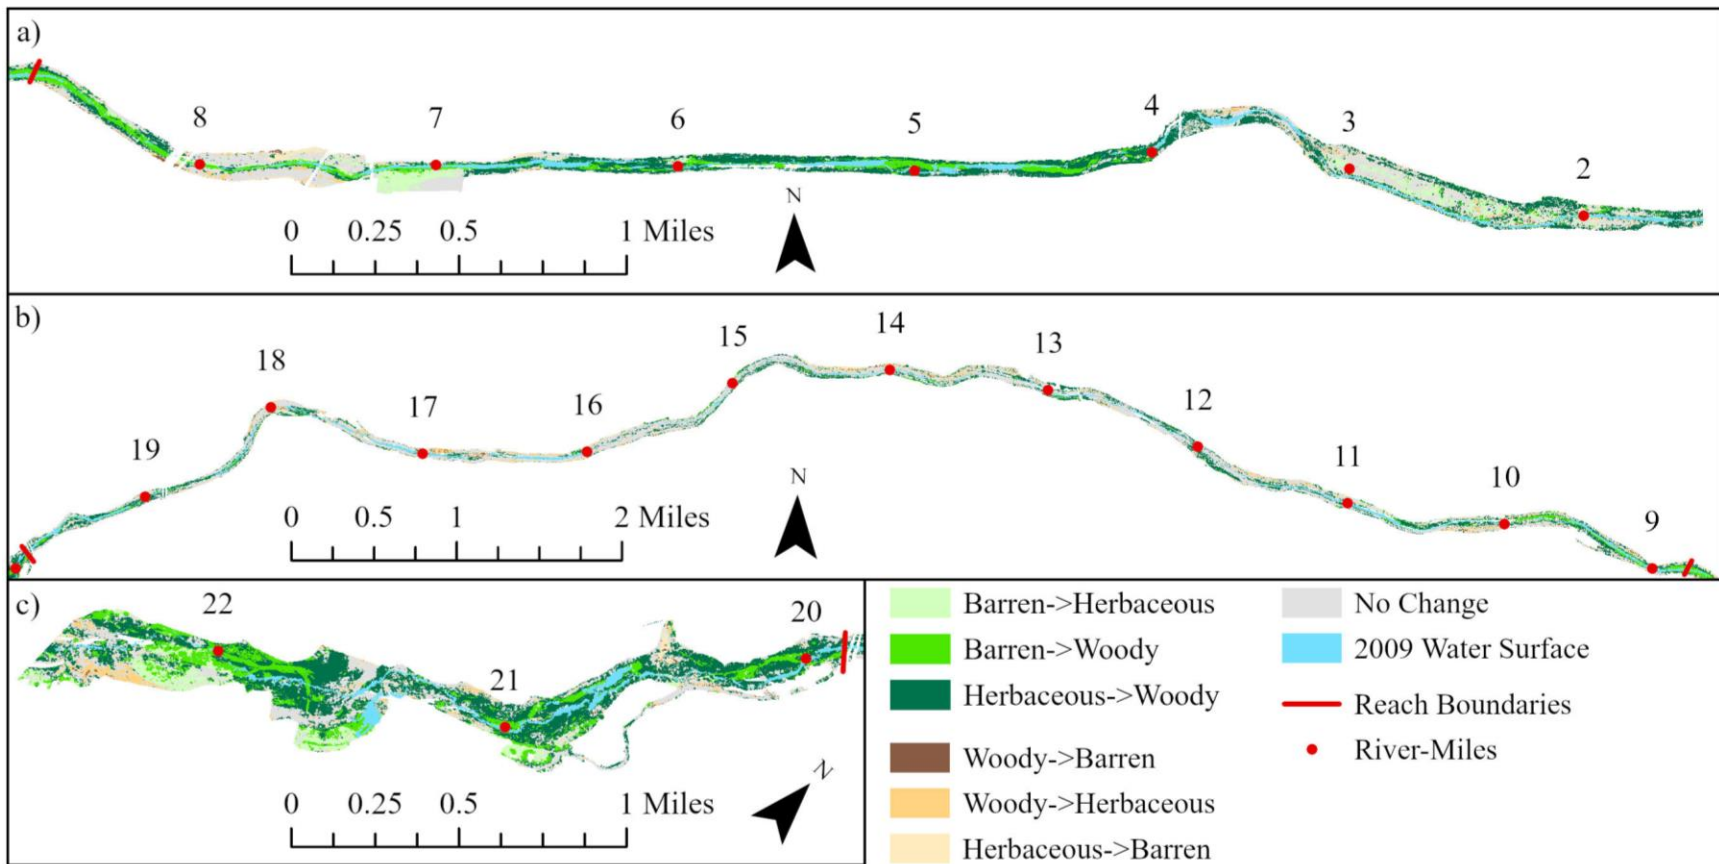 a)
8
7
6
5
4
3
2
N
0 0.25 0.5 1 Miles
b)
19
18
17
16
15
14
13
12
11
10
9
N
0 0.5 1 2 Miles
c)
22
21
20
N
0 0.25 0.5 1 Miles
Barren->Herbaceous
Barren->Woody
Herbaceous->Woody
Woody->Barren
Woody->Herbaceous
Herbaceous->Barren
No Change
2009 Water Surface
Reach Boundaries
River-Miles